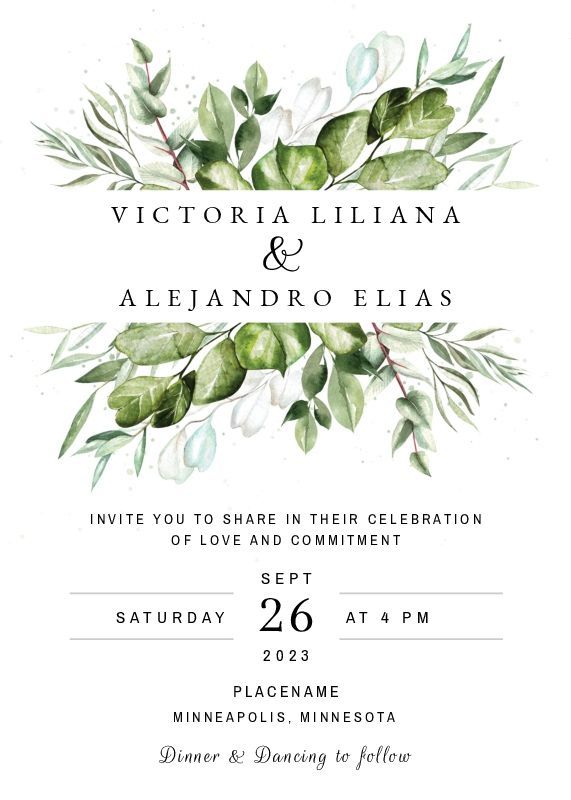 VICTORIA LILIANA
&
ALEJANDRO ELIAS
INVITE YOU TO SHARE IN THEIR CELEBRATION
OF LOVE AND COMMITMENT
SEPT
SATURDAY 26 AT 4 PM
2023
PLACENAME
MINNEAPOLIS, MINNESOTA
Dinner & Dancing to follow